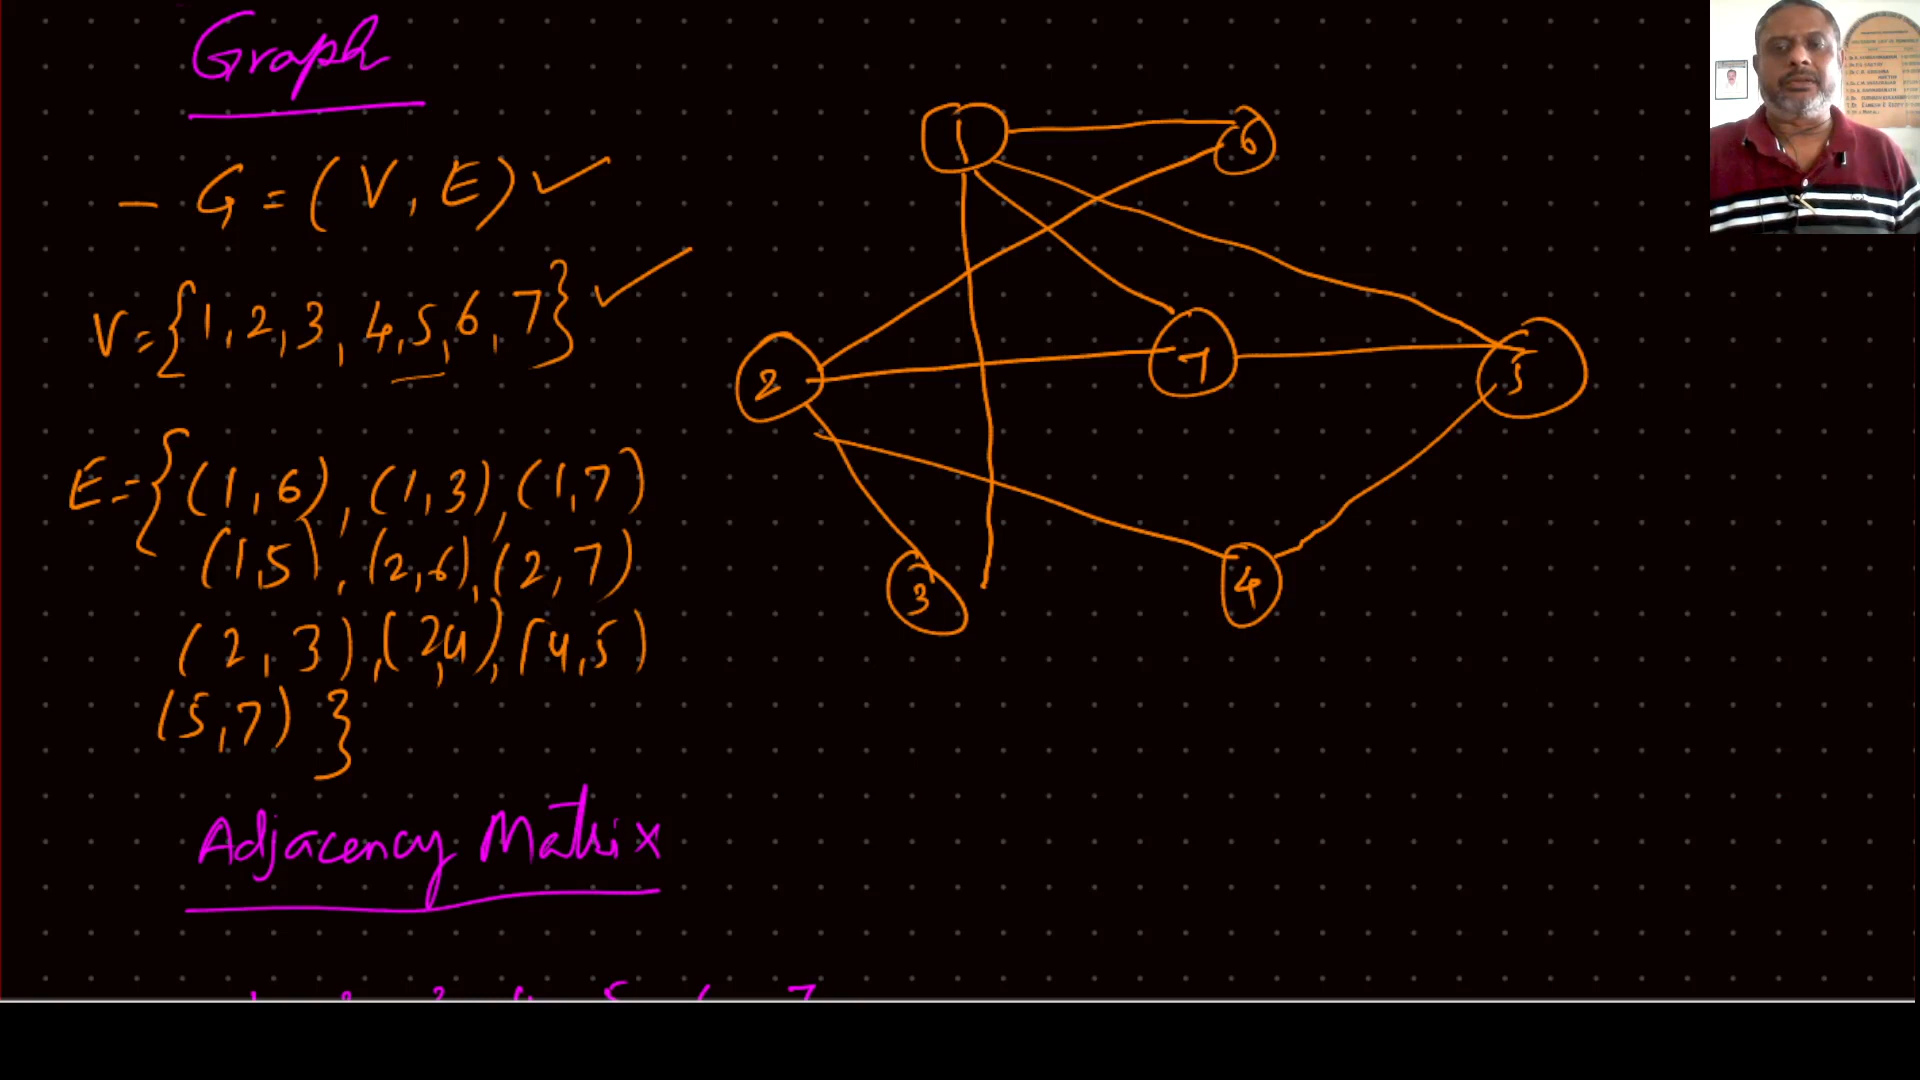 Graph
- G = (V, E) ✓
V = {1, 2, 3, 4, 5, 6, 7} ✓
E = {(1, 6), (1, 3), (1, 7)
(1,5), (2,6), (2, 7)
(2, 3), (2,4), (4,5)
(5,7) }
Adjacency Matrix
1
6
2
7
5
3
4